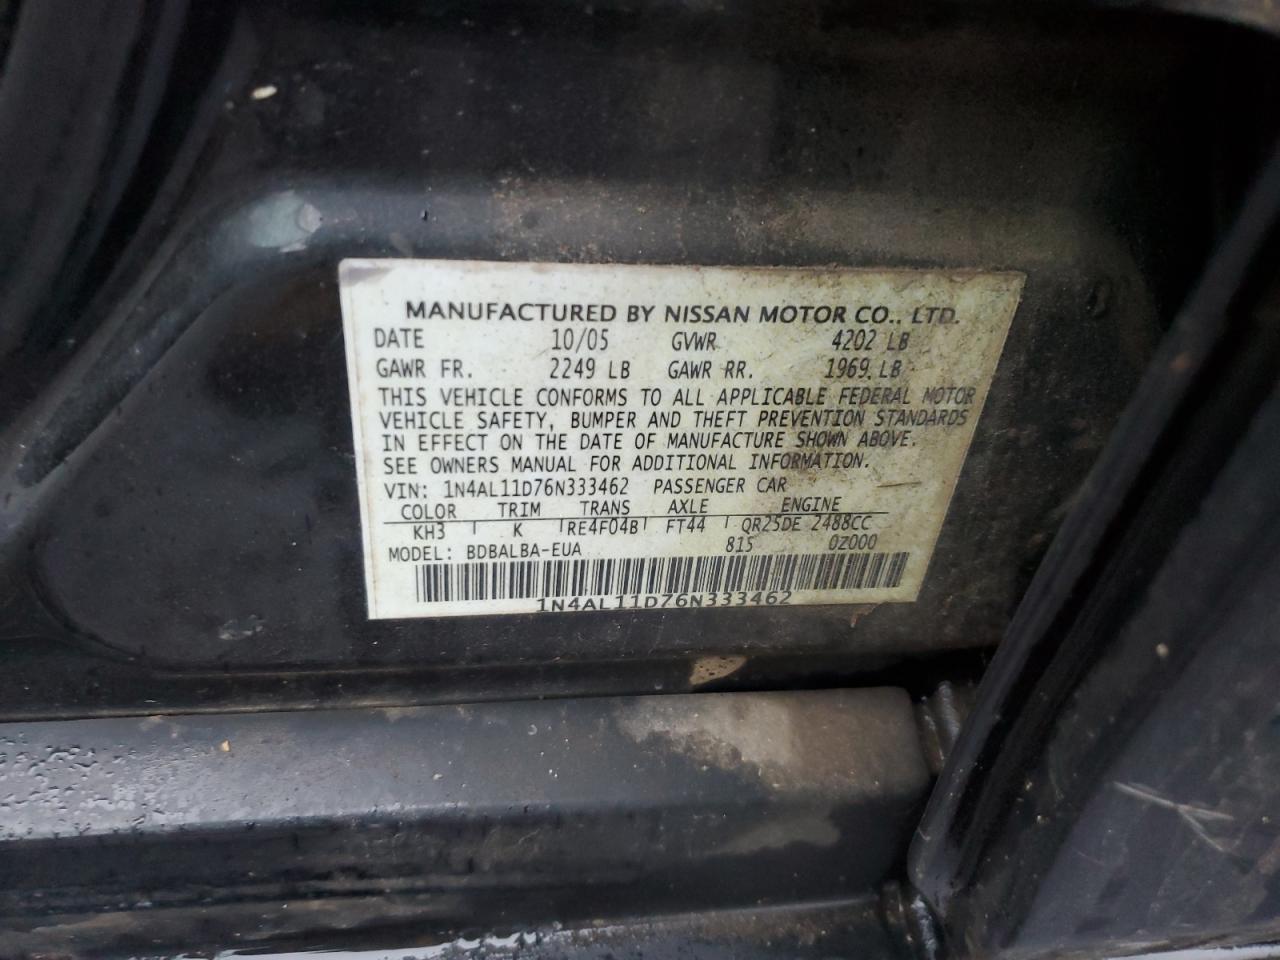 MANUFACTURED BY NISSAN MOTOR CO., LTD.
DATE 10/05 GVWR 4202 LB
GAWR FR. 2249 LB GAWR RR. 1969 LB
THIS VEHICLE CONFORMS TO ALL APPLICABLE FEDERAL MOTOR
VEHICLE SAFETY, BUMPER AND THEFT PREVENTION STANDARDS
IN EFFECT ON THE DATE OF MANUFACTURE SHOWN ABOVE.
SEE OWNERS MANUAL FOR ADDITIONAL INFORMATION.
VIN: 1N4AL11D76N333462 PASSENGER CAR
COLOR TRIM TRANS AXLE ENGINE
KH3 K RE4F04B FT44 QR25DE 2488CC
MODEL: BDBALBA-EUA 815 0Z000
1N4AL11D76N333462